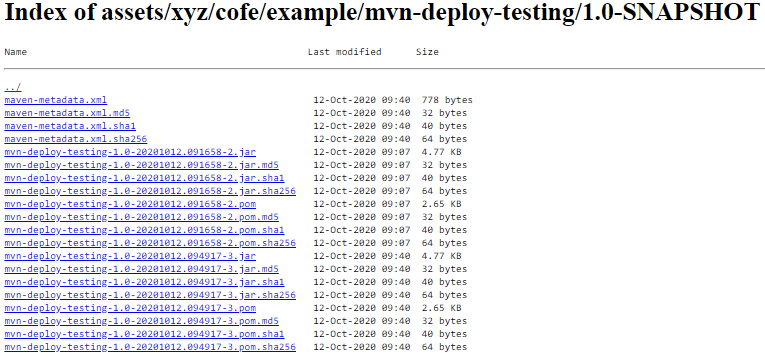 Index of assets/xyz/cofe/example/mvn-deploy-testing/1.0-SNAPSHOT
Name Last modified Size
../
maven-metadata.xml 12-Oct-2020 09:40 778 bytes
maven-metadata.xml.md5 12-Oct-2020 09:40 32 bytes
maven-metadata.xml.sha1 12-Oct-2020 09:40 40 bytes
maven-metadata.xml.sha256 12-Oct-2020 09:40 64 bytes
mvn-deploy-testing-1.0-20201012.091658-2.jar 12-Oct-2020 09:07 4.77 KB
mvn-deploy-testing-1.0-20201012.091658-2.jar.md5 12-Oct-2020 09:07 32 bytes
mvn-deploy-testing-1.0-20201012.091658-2.jar.sha1 12-Oct-2020 09:07 40 bytes
mvn-deploy-testing-1.0-20201012.091658-2.jar.sha256 12-Oct-2020 09:07 64 bytes
mvn-deploy-testing-1.0-20201012.091658-2.pom 12-Oct-2020 09:07 2.65 KB
mvn-deploy-testing-1.0-20201012.091658-2.pom.md5 12-Oct-2020 09:07 32 bytes
mvn-deploy-testing-1.0-20201012.091658-2.pom.sha1 12-Oct-2020 09:07 40 bytes
mvn-deploy-testing-1.0-20201012.091658-2.pom.sha256 12-Oct-2020 09:07 64 bytes
mvn-deploy-testing-1.0-20201012.094917-3.jar 12-Oct-2020 09:40 4.77 KB
mvn-deploy-testing-1.0-20201012.094917-3.jar.md5 12-Oct-2020 09:40 32 bytes
mvn-deploy-testing-1.0-20201012.094917-3.jar.sha1 12-Oct-2020 09:40 40 bytes
mvn-deploy-testing-1.0-20201012.094917-3.jar.sha256 12-Oct-2020 09:40 64 bytes
mvn-deploy-testing-1.0-20201012.094917-3.pom 12-Oct-2020 09:40 2.65 KB
mvn-deploy-testing-1.0-20201012.094917-3.pom.md5 12-Oct-2020 09:40 32 bytes
mvn-deploy-testing-1.0-20201012.094917-3.pom.sha1 12-Oct-2020 09:40 40 bytes
mvn-deploy-testing-1.0-20201012.094917-3.pom.sha256 12-Oct-2020 09:40 64 bytes